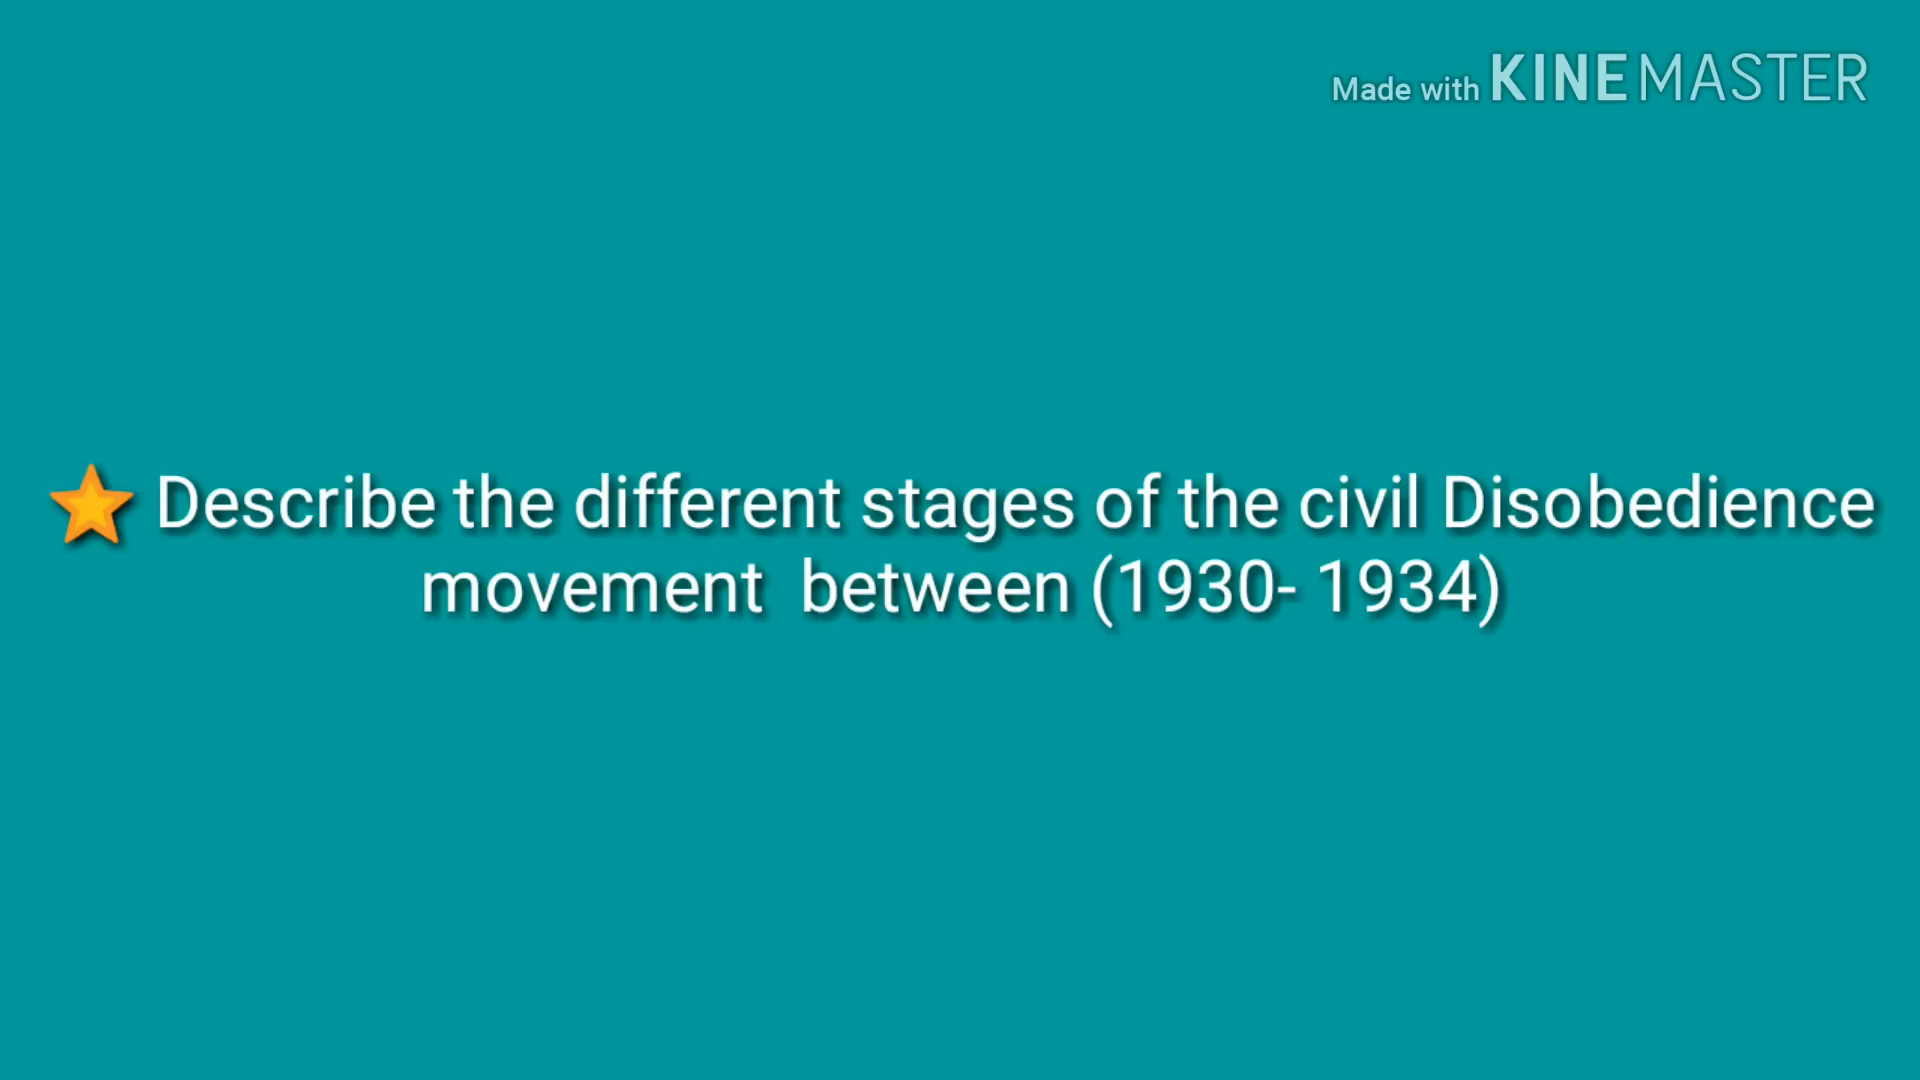 Made with KINEMASTER
⭐ Describe the different stages of the civil Disobedience
movement between (1930- 1934)